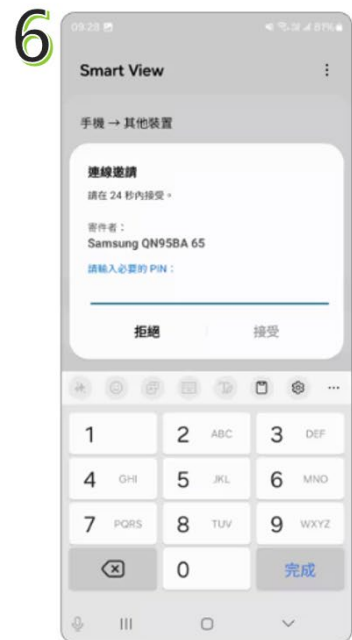 6
09:28
81%
Smart View
手機 → 其他裝置
連線邀請
請在 24 秒內接受。
寄件者：
Samsung QN95BA 65
請輸入必要的 PIN：
拒絕 接受
1 2 ABC 3 DEF
4 GHI 5 JKL 6 MNO
7 PQRS 8 TUV 9 WXYZ
0 完成